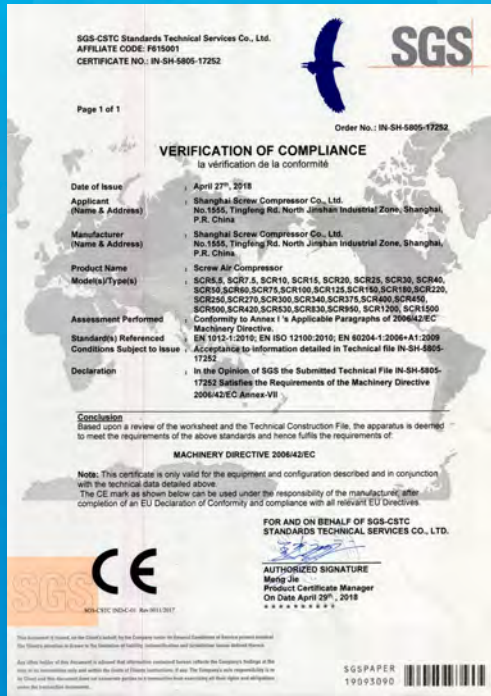 SGS-CSTC Standards Technical Services Co., Ltd.
AFFILIATE CODE: F615001
CERTIFICATE NO.: IN-SH-5805-17252
SGS
Page 1 of 1
Order No.: IN-SH-5805-17252
VERIFICATION OF COMPLIANCE
la vérification de la conformité
Date of Issue : April 27th, 2018
Applicant : Shanghai Screw Compressor Co., Ltd.
(Name & Address) No.1555, Tingfeng Rd. North Jinshan Industrial Zone, Shanghai,
P.R. China
Manufacturer : Shanghai Screw Compressor Co., Ltd.
(Name & Address) No.1555, Tingfeng Rd. North Jinshan Industrial Zone, Shanghai,
P.R. China
Product Name : Screw Air Compressor
Model(s)/Type(s) : SCR5.5, SCR7.5, SCR10, SCR15, SCR20, SCR25, SCR30, SCR40,
SCR50,SCR60,SCR75,SCR100,SCR125,SCR150,SCR180,SCR220,
SCR250,SCR270,SCR300,SCR340,SCR375,SCR400,SCR450,
SCR500,SCR420,SCR530,SCR830,SCR950, SCR1200, SCR1500
Assessment Performed : Conformity to Annex I 's Applicable Paragraphs of 2006/42/EC
Machinery Directive.
Standard(s) Referenced : EN 1012-1:2010; EN ISO 12100:2010; EN 60204-1:2006+A1:2009
Conditions Subject to Issue : Acceptance to information detailed in Technical file IN-SH-5805-
17252
Declaration : In the Opinion of SGS the Submitted Technical File IN-SH-5805-
17252 Satisfies the Requirements of the Machinery Directive
2006/42/EC Annex-VII
Conclusion
Based upon a review of the worksheet and the Technical Construction File, the apparatus is deemed
to meet the requirements of the above standards and hence fulfils the requirements of:
MACHINERY DIRECTIVE 2006/42/EC
Note: This certificate is only valid for the equipment and configuration described and in conjunction
with the technical data detailed above.
The CE mark as shown below can be used under the responsibility of the manufacturer, after
completion of an EU Declaration of Conformity and compliance with all relevant EU Directives.
FOR AND ON BEHALF OF SGS-CSTC
STANDARDS TECHNICAL SERVICES CO., LTD.
AUTHORIZED SIGNATURE
Meng Jie
Product Certificate Manager
On Date April 29th , 2018
* * * * * * * * * *
CE
SGS
SGSPAPER
19093090